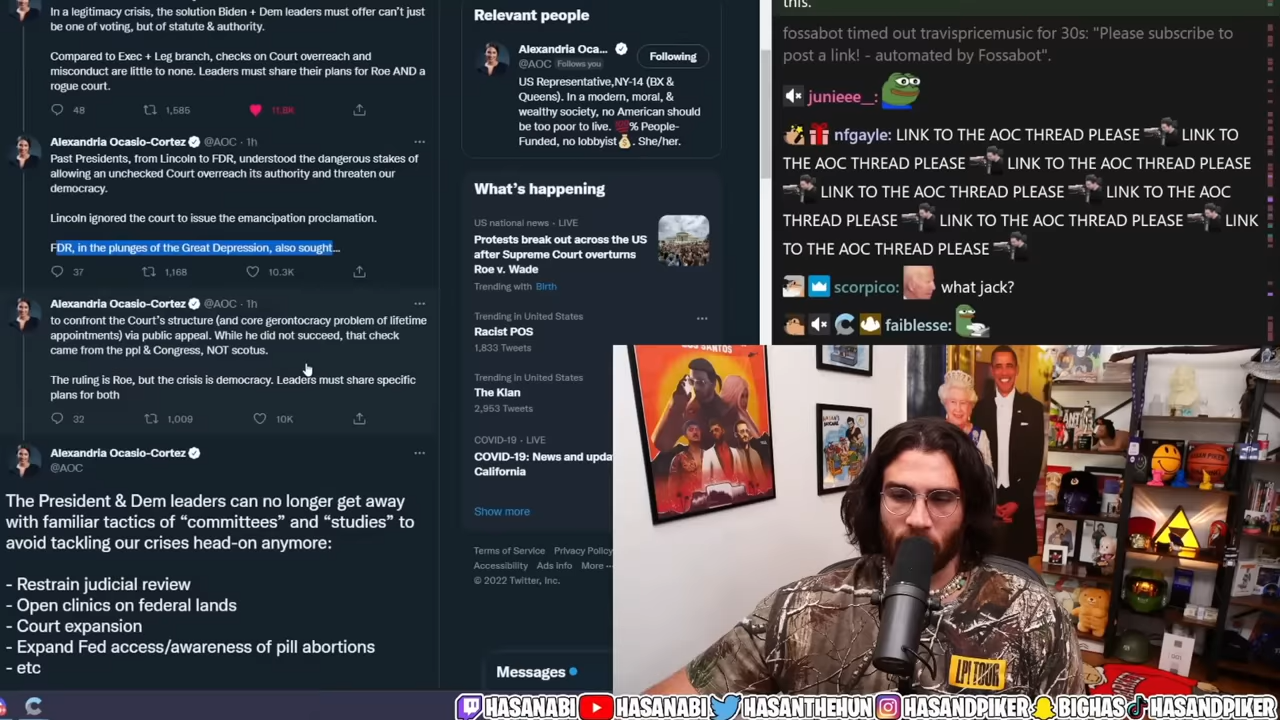 In a legitimacy crisis, the solution Biden + Dem leaders must offer can't just
be one of voting, but of statute & authority.
Compared to Exec + Leg branch, checks on Court overreach and
misconduct are little to none. Leaders must share their plans for Roe AND a
rogue court.
48 1,585 11.8K
Alexandria Ocasio-Cortez @AOC · 1h
Past Presidents, from Lincoln to FDR, understood the dangerous stakes of
allowing an unchecked Court overreach its authority and threaten our
democracy.
Lincoln ignored the court to issue the emancipation proclamation.
FDR, in the plunges of the Great Depression, also sought...
37 1,168 10.3K
Alexandria Ocasio-Cortez @AOC · 1h
to confront the Court's structure (and core gerontocracy problem of lifetime
appointments) via public appeal. While he did not succeed, that check
came from the ppl & Congress, NOT scotus.
The ruling is Roe, but the crisis is democracy. Leaders must share specific
plans for both
32 1,009 10K
Alexandria Ocasio-Cortez
@AOC
The President & Dem leaders can no longer get away
with familiar tactics of "committees" and "studies" to
avoid tackling our crises head-on anymore:
- Restrain judicial review
- Open clinics on federal lands
- Court expansion
- Expand Fed access/awareness of pill abortions
- etc
Relevant people
Alexandria Oca...
@AOC Follows you
Following
US Representative,NY-14 (BX &
Queens). In a modern, moral, &
wealthy society, no American should
be too poor to live. 💯% People-
Funded, no lobbyist💰. She/her.
What's happening
US national news · LIVE
Protests break out across the US
after Supreme Court overturns
Roe v. Wade
Trending with Birth
Trending in United States
Racist POS
1,833 Tweets
Trending in United States
The Klan
2,953 Tweets
COVID-19 · LIVE
COVID-19: News and upda
California
Show more
Terms of Service Privacy Policy
Accessibility Ads info More ···
© 2022 Twitter, Inc.
Messages
this.
fossabot timed out travispricemusic for 30s: "Please subscribe to
post a link! - automated by Fossabot".
junieee__:
nfgayle: LINK TO THE AOC THREAD PLEASE LINK TO
THE AOC THREAD PLEASE LINK TO THE AOC THREAD PLEASE
LINK TO THE AOC THREAD PLEASE LINK TO THE AOC
THREAD PLEASE LINK TO THE AOC THREAD PLEASE LINK
TO THE AOC THREAD PLEASE
scorpico: what jack?
faiblesse:
LPI TOUR
HASANABI HASANABI HASANTHEHUN HASANDPIKER BIGHAS HASANDPIKER